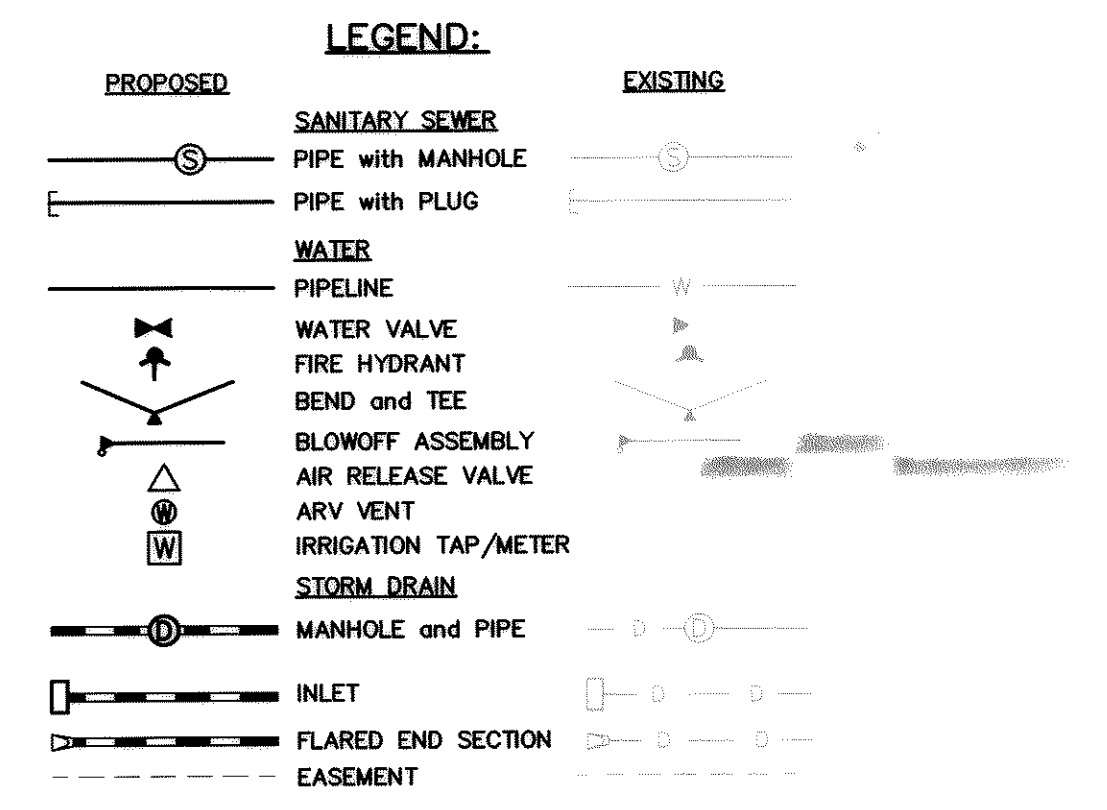 LEGEND:
PROPOSED EXISTING
SANITARY SEWER
S PIPE with MANHOLE S
PIPE with PLUG
WATER
PIPELINE W
WATER VALVE
FIRE HYDRANT
BEND and TEE
BLOWOFF ASSEMBLY
AIR RELEASE VALVE
W ARV VENT
W IRRIGATION TAP/METER
STORM DRAIN
D MANHOLE and PIPE D D
INLET D D
FLARED END SECTION D D
EASEMENT